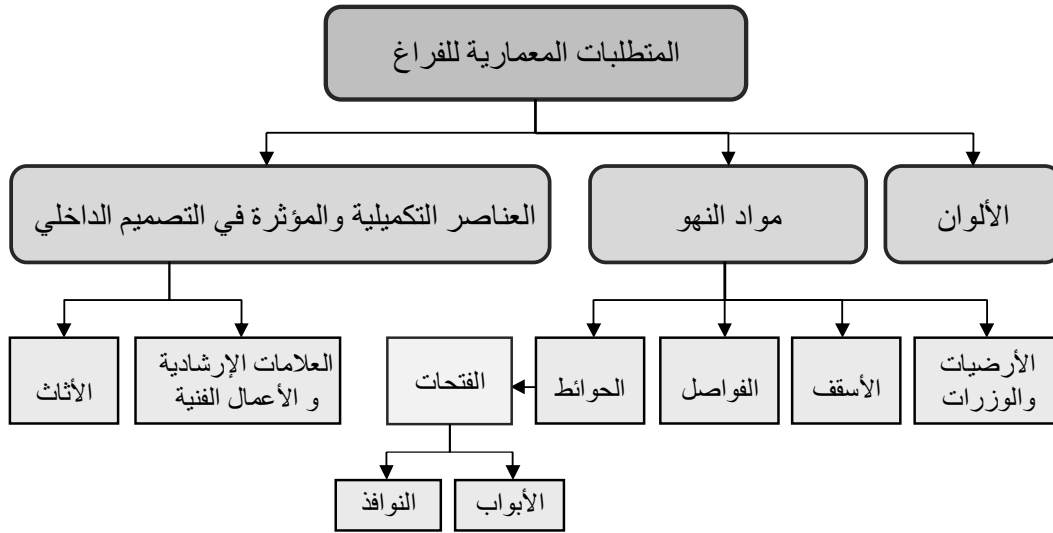 المتطلبات المعمارية للفراغ
الألوان
مواد النهو
العناصر التكميلية والمؤثرة في التصميم الداخلي
الأرضيات
والوزرات
الأسقف
الفواصل
الحوائط
الفتحات
العلامات الإرشادية
و الأعمال الفنية
الأثاث
الأبواب
النوافذ